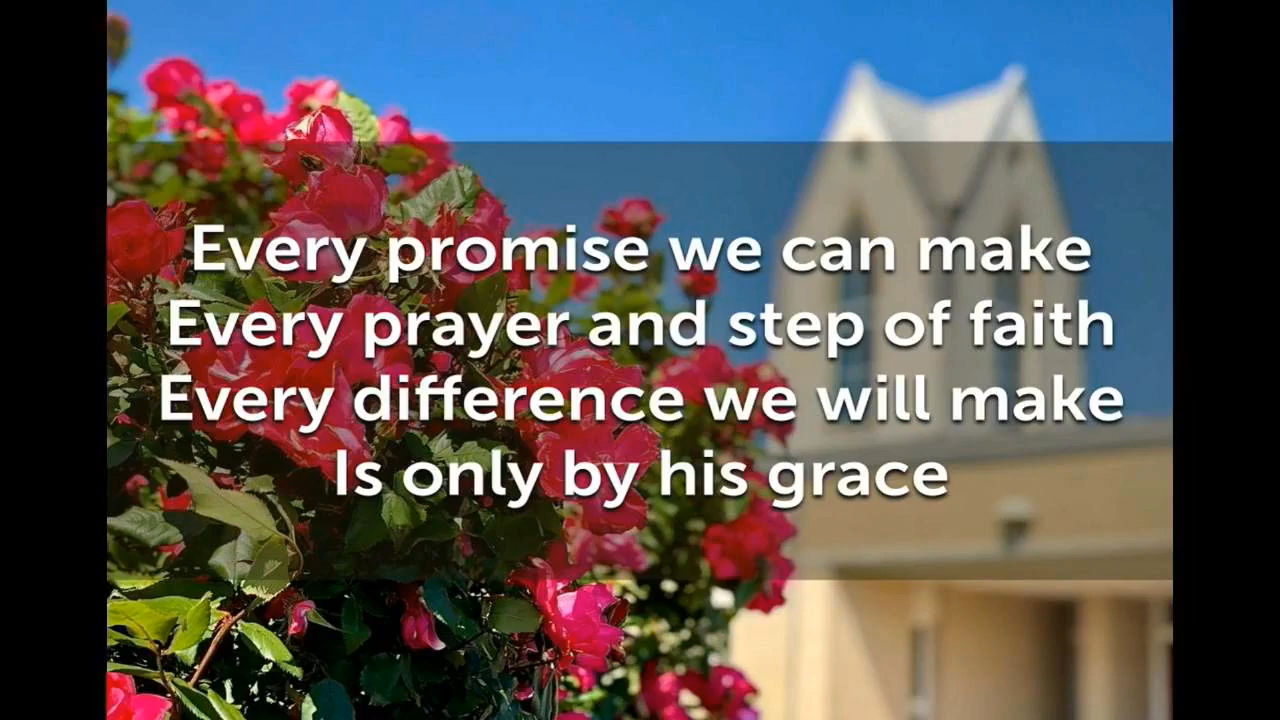 Every promise we can make
Every prayer and step of faith
Every difference we will make
Is only by his grace